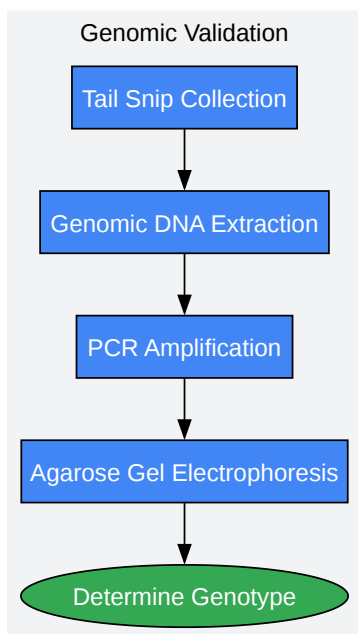 Genomic Validation
Tail Snip Collection
Genomic DNA Extraction
PCR Amplification
Agarose Gel Electrophoresis
Determine Genotype